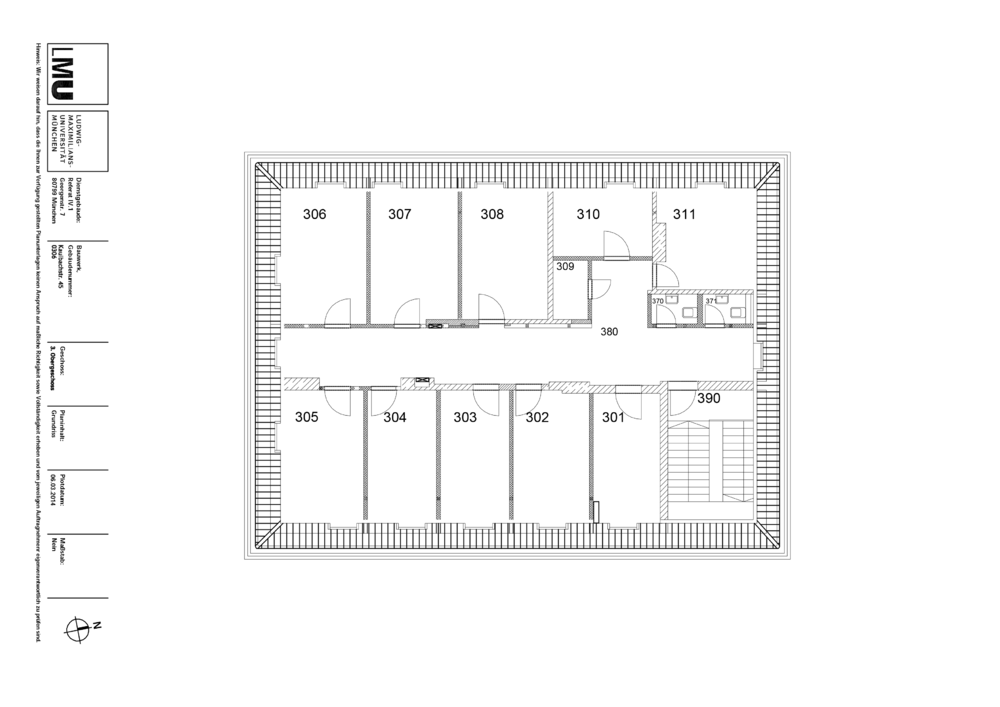 LMU
LUDWIG-
MAXIMILIANS-
UNIVERSITÄT
MÜNCHEN
Dienstgebäude:
Referat IV.1
Georgenstr. 7
80799 München
Bauwerk,
Gebäudenummer:
Kaulbachstr. 45
0306
Geschoss:
3. Obergeschoss
Planinhalt:
Grundriss
Plotdatum:
06.03.2014
Maßstab:
Nein
N
Hinweis: Wir weisen darauf hin, dass die Ihnen zur Verfügung gestellten Planunterlagen keinen Anspruch auf maßliche Richtigkeit sowie Vollständigkeit erheben und vom jeweiligen Auftragnehmer eigenverantwortlich zu prüfen sind.
306 307 308 310 311
309
370 371
380
305 304 303 302 301 390